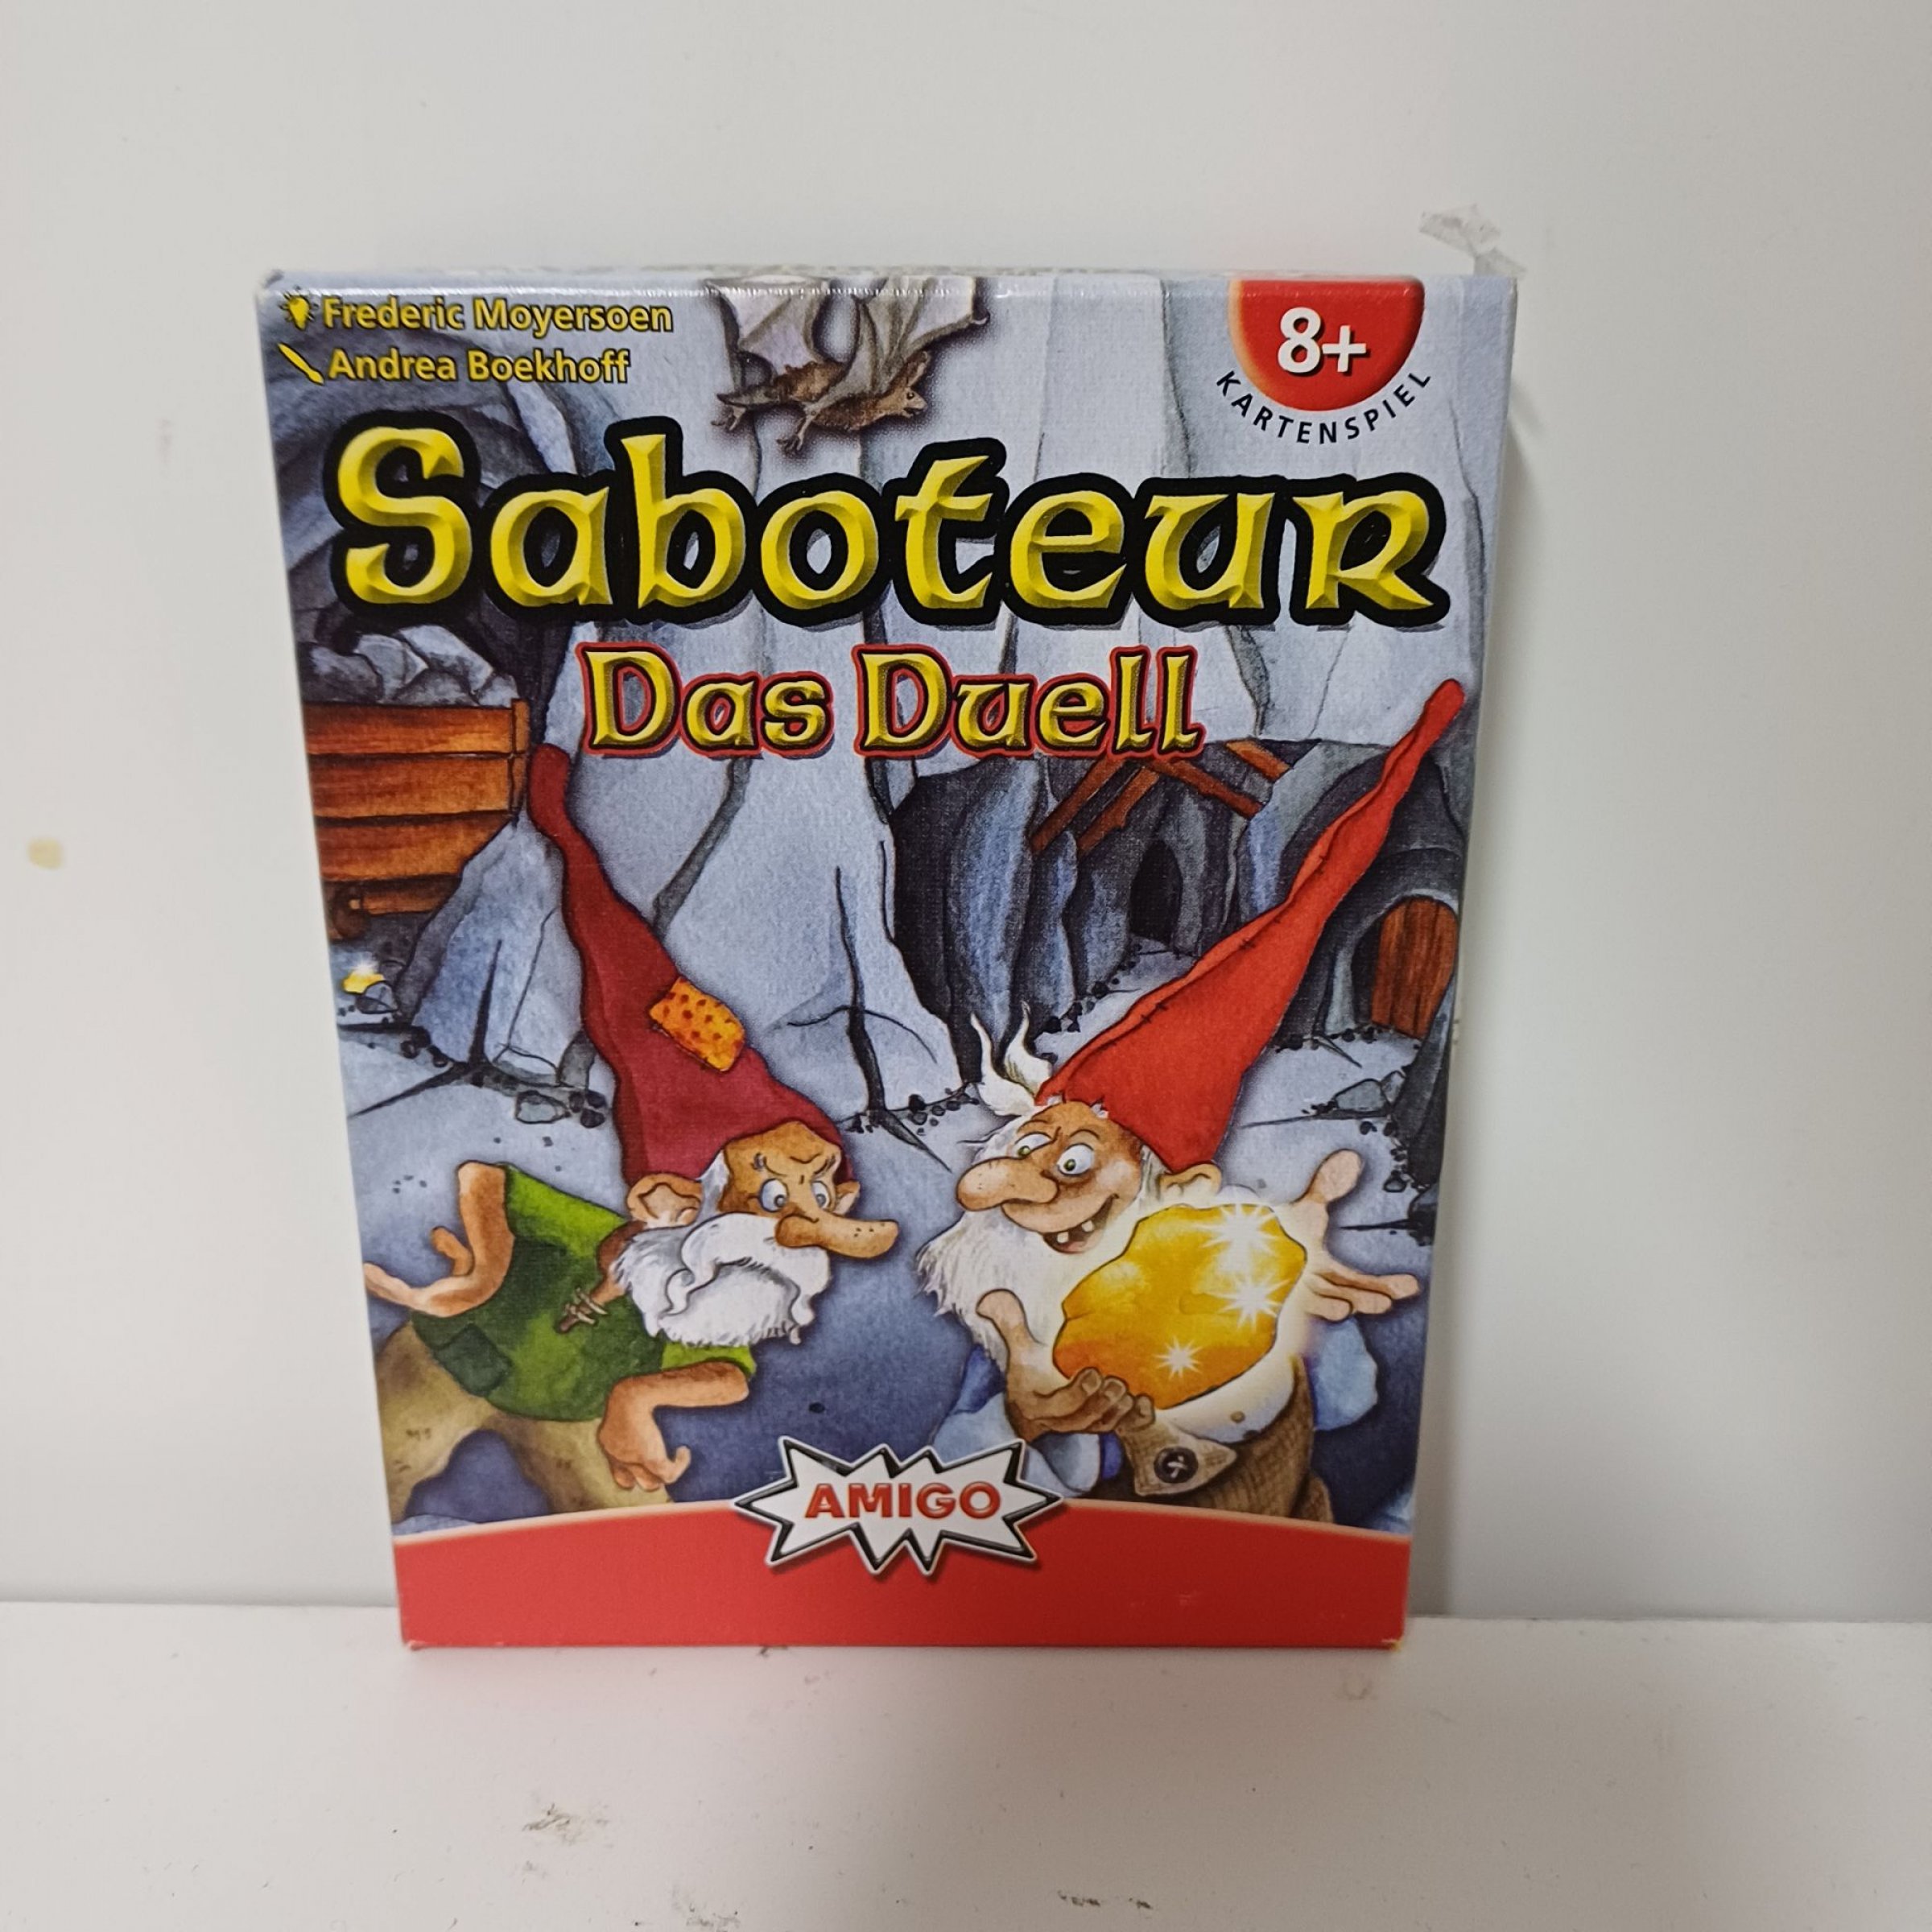 Frederic Moyersoen
Andrea Boekhoff
8+
KARTENSPIEL
Saboteur
Das Duell
AMIGO